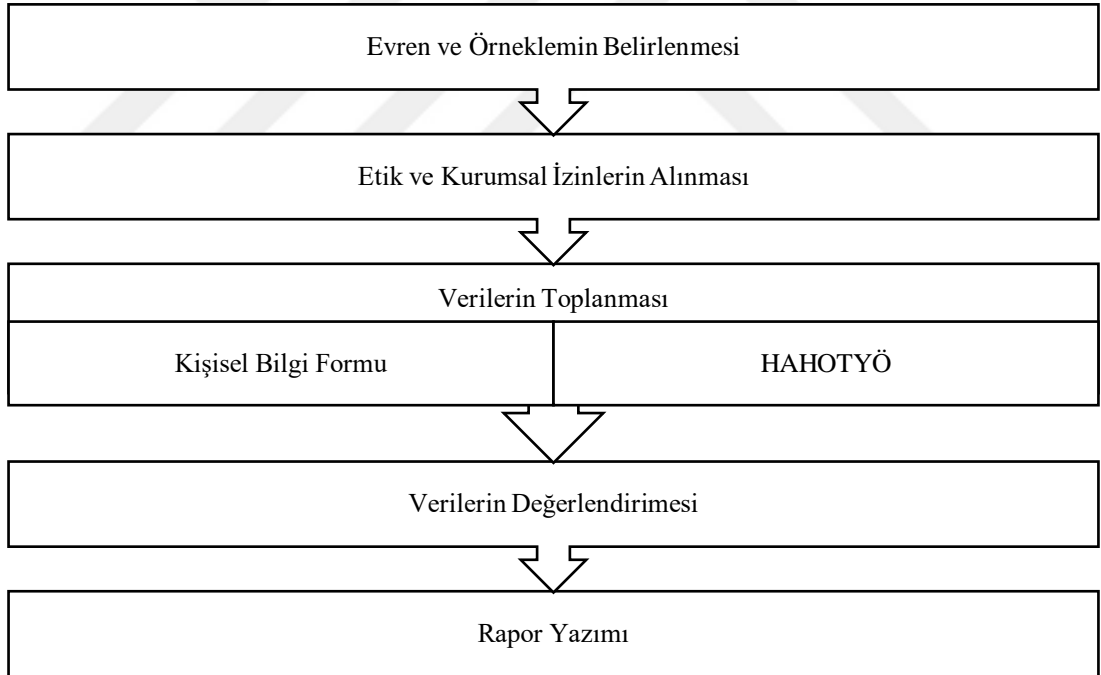 Evren ve Örneklemin Belirlenmesi
Etik ve Kurumsal İzinlerin Alınması
Verilerin Toplanması
Kişisel Bilgi Formu
HAHOTYÖ
Verilerin Değerlendirimesi
Rapor Yazımı